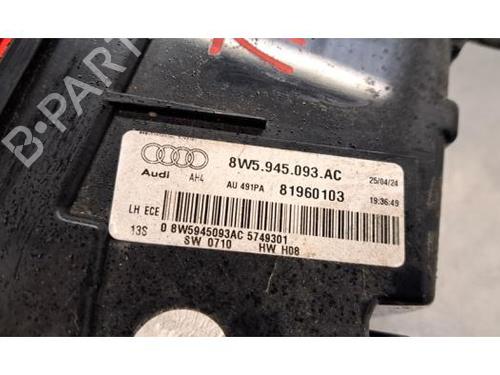 B-PARTS
8W5.945.093.AC
Audi AH4 AU 491PA 81960103 25/04/24
19:36:49
LH ECE
13S 0 8W5945093AC 5749301
SW 0710 HW H08